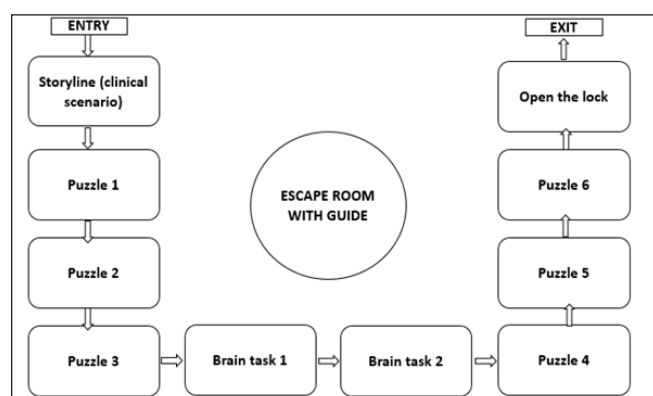 ENTRY
Storyline (clinical
scenario)
Puzzle 1
Puzzle 2
Puzzle 3
Brain task 1
Brain task 2
Puzzle 4
Puzzle 5
Puzzle 6
Open the lock
EXIT
ESCAPE ROOM
WITH GUIDE